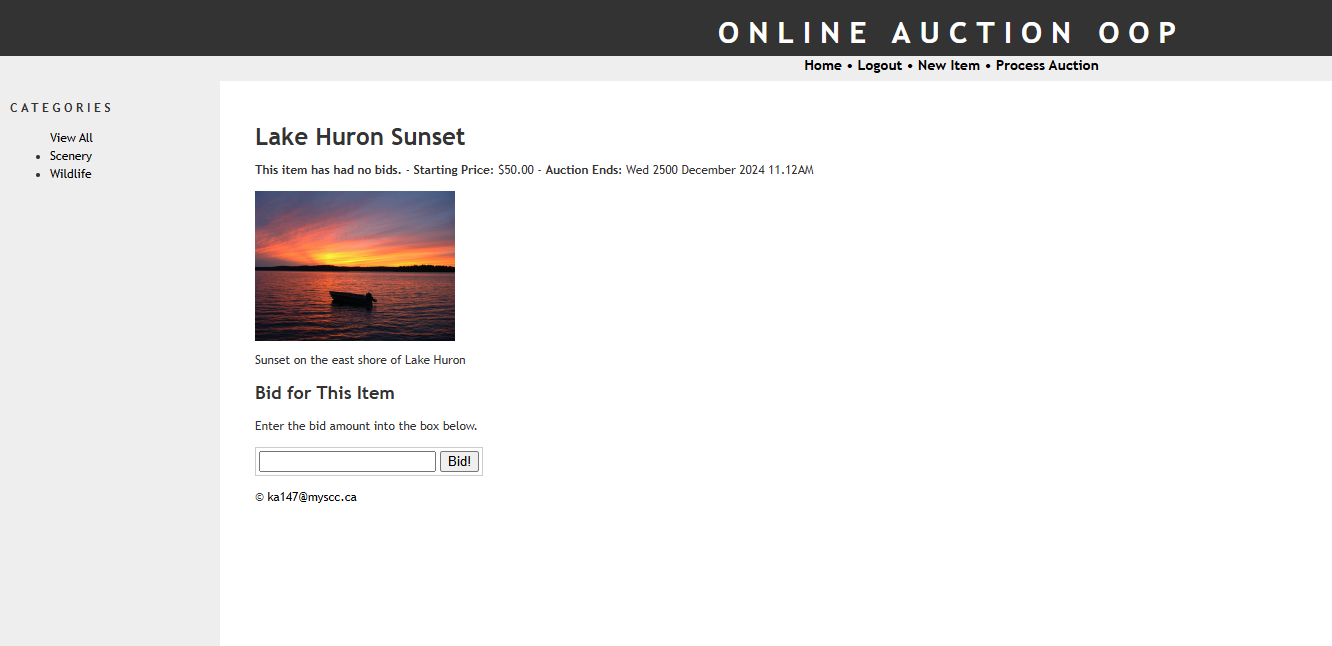 ONLINE AUCTION OOP
Home • Logout • New Item • Process Auction
CATEGORIES
View All
• Scenery
• Wildlife
Lake Huron Sunset
This item has had no bids. - Starting Price: $50.00 - Auction Ends: Wed 2500 December 2024 11.12AM
Sunset on the east shore of Lake Huron
Bid for This Item
Enter the bid amount into the box below.
Bid!
© ka147@myscc.ca